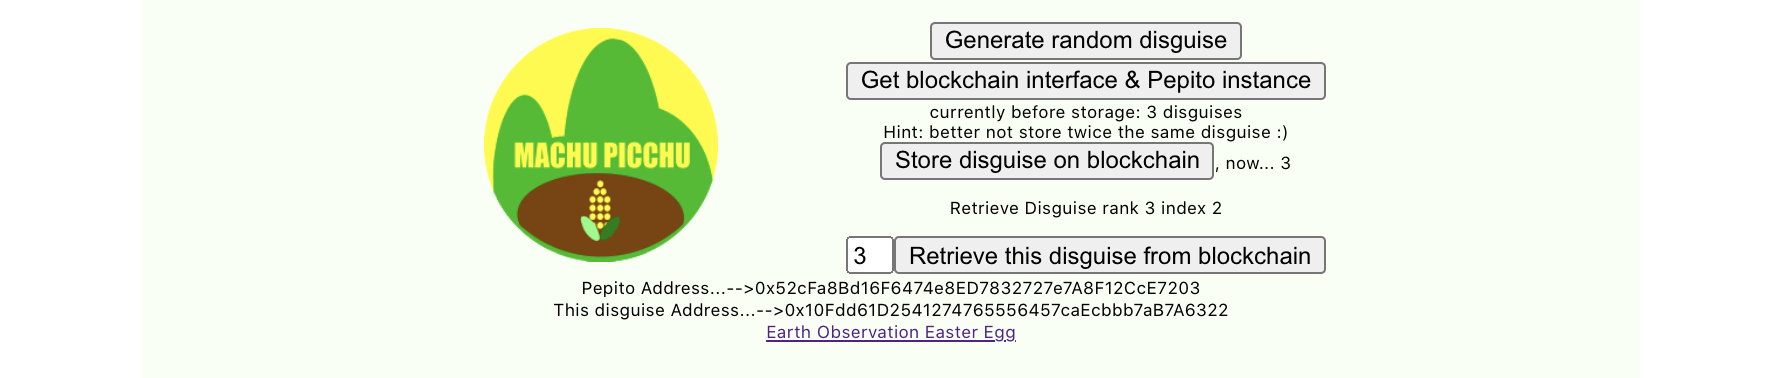 MACHU PICCHU
Generate random disguise
Get blockchain interface & Pepito instance
currently before storage: 3 disguises
Hint: better not store twice the same disguise :)
Store disguise on blockchain, now... 3
Retrieve Disguise rank 3 index 2
3 Retrieve this disguise from blockchain
Pepito Address...-->0x52cFa8Bd16F6474e8ED7832727e7A8F12CcE7203
This disguise Address...-->0x10Fdd61D2541274765556457caEcbbb7aB7A6322
Earth Observation Easter Egg